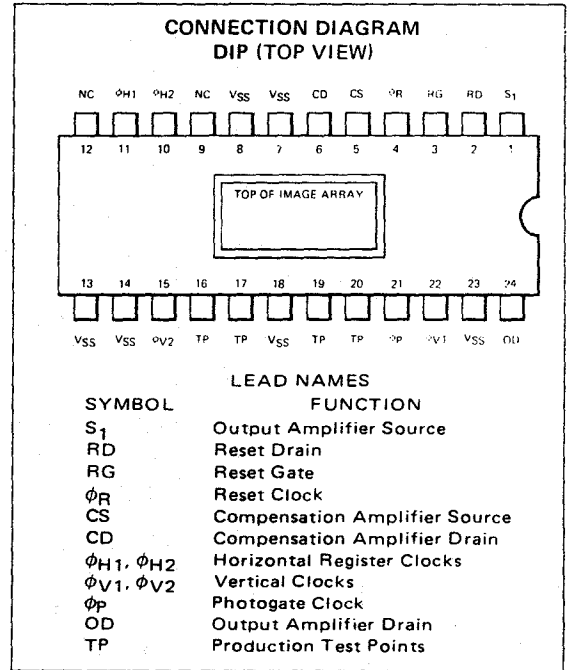 CONNECTION DIAGRAM
DIP (TOP VIEW)
NC ϕH1 ϕH2 NC VSS VSS CD CS ϕR RG RD S1
12 11 10 9 8 7 6 5 4 3 2 1
TOP OF IMAGE ARRAY
13 14 15 16 17 18 19 20 21 22 23 24
VSS VSS ϕV2 TP TP VSS TP TP ϕP ϕV1 VSS OD
LEAD NAMES
SYMBOL FUNCTION
S1 Output Amplifier Source
RD Reset Drain
RG Reset Gate
ϕR Reset Clock
CS Compensation Amplifier Source
CD Compensation Amplifier Drain
ϕH1, ϕH2 Horizontal Register Clocks
ϕV1, ϕV2 Vertical Clocks
ϕP Photogate Clock
OD Output Amplifier Drain
TP Production Test Points